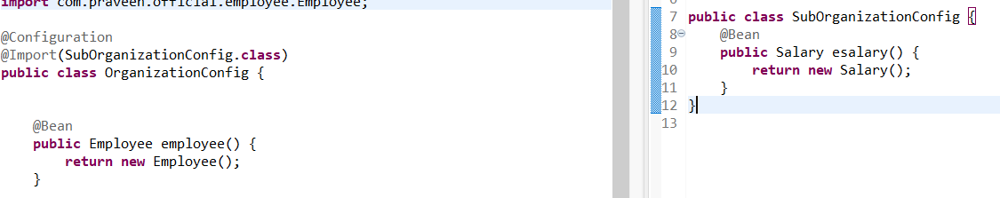 import com.praveen.official.employee.Employee;
@Configuration
@Import(SubOrganizationConfig.class)
public class OrganizationConfig {
@Bean
public Employee employee() {
return new Employee();
}
7 public class SubOrganizationConfig {
8 @Bean
9 public Salary esalary() {
10 return new Salary();
11 }
12 }
13